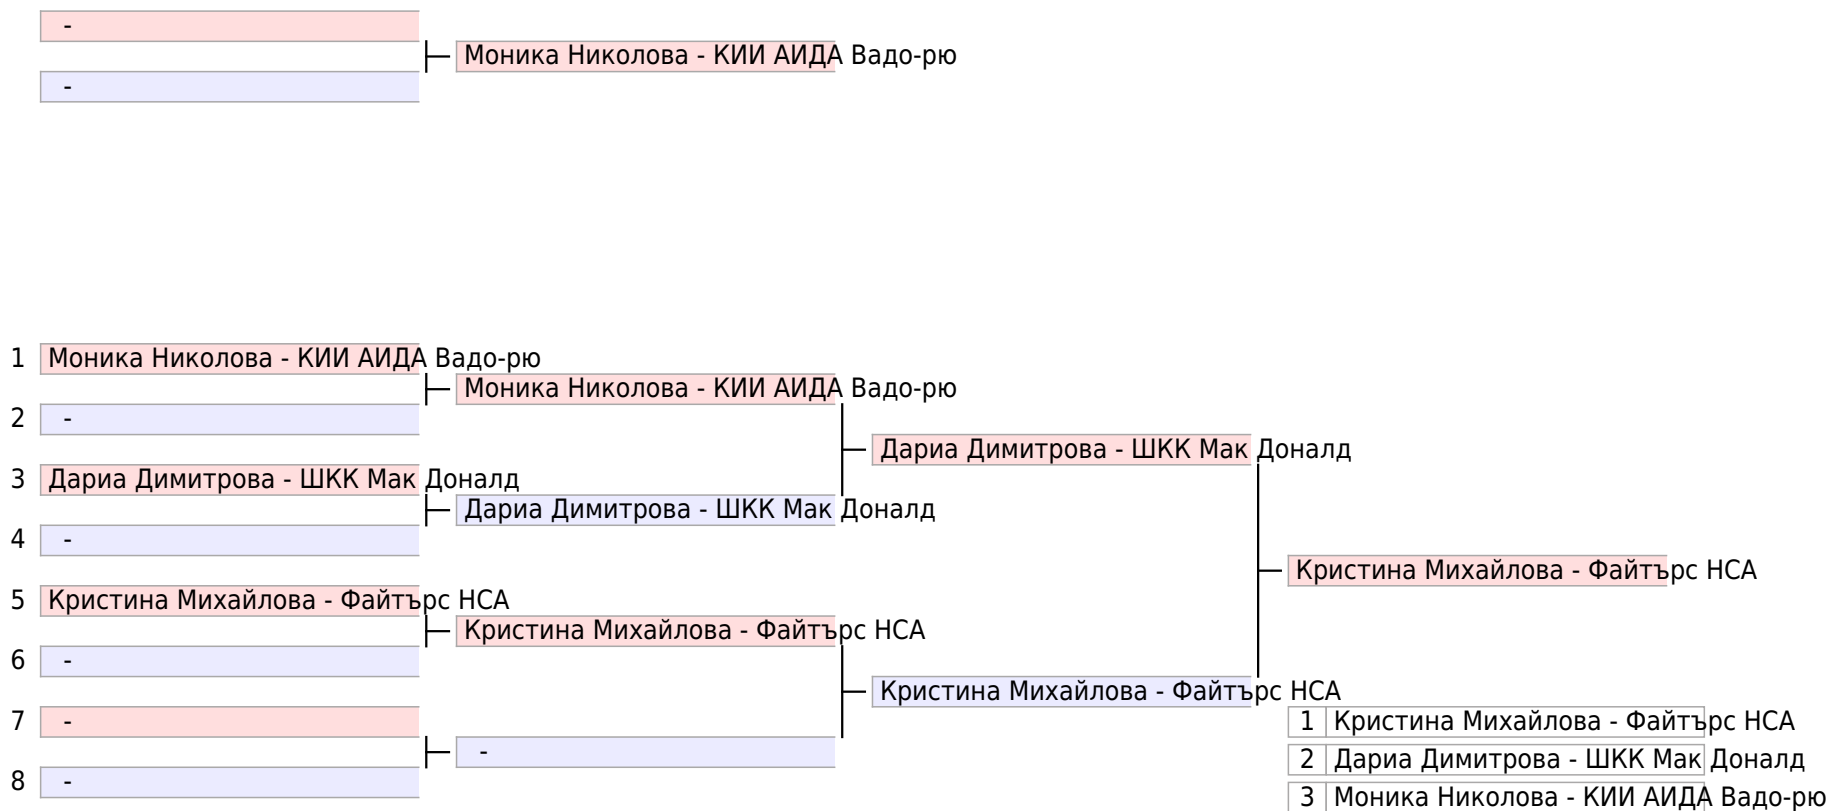 -
Моника Николова - КИИ АИДА Вадо-рю
-
1 Моника Николова - КИИ АИДА Вадо-рю
Моника Николова - КИИ АИДА Вадо-рю
2 -
Дариа Димитрова - ШКК Мак Доналд
3 Дариа Димитрова - ШКК Мак Доналд
Дариа Димитрова - ШКК Мак Доналд
4 -
Кристина Михайлова - Файтърс НСА
5 Кристина Михайлова - Файтърс НСА
Кристина Михайлова - Файтърс НСА
6 -
Кристина Михайлова - Файтърс НСА
7 -
1 Кристина Михайлова - Файтърс НСА
-
2 Дариа Димитрова - ШКК Мак Доналд
8 -
3 Моника Николова - КИИ АИДА Вадо-рю